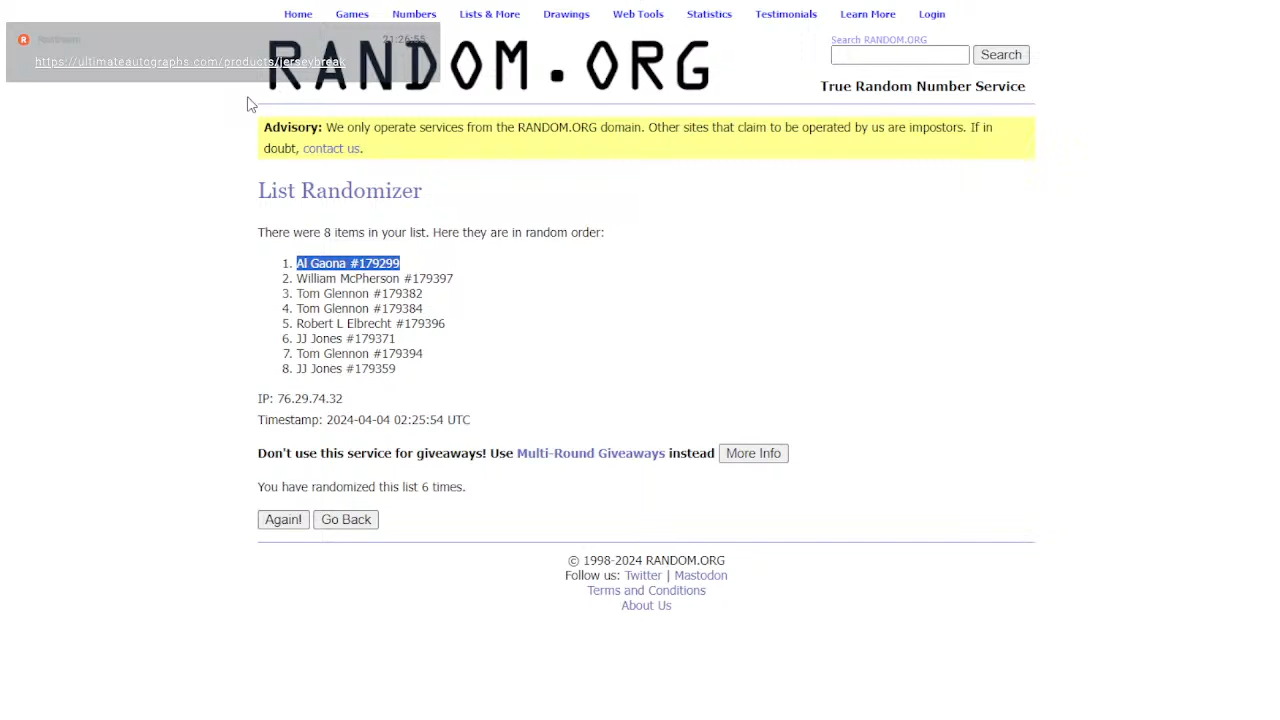 Home Games Numbers Lists & More Drawings Web Tools Statistics Testimonials Learn More Login
Restream 21:26:55
https://ultimateautographs.com/products/jerseybreak
RANDOM.ORG
Search RANDOM.ORG
Search
True Random Number Service
Advisory: We only operate services from the RANDOM.ORG domain. Other sites that claim to be operated by us are impostors. If in
doubt, contact us.
List Randomizer
There were 8 items in your list. Here they are in random order:
1. Al Gaona #179299
2. William McPherson #179397
3. Tom Glennon #179382
4. Tom Glennon #179384
5. Robert L Elbrecht #179396
6. JJ Jones #179371
7. Tom Glennon #179394
8. JJ Jones #179359
IP: 76.29.74.32
Timestamp: 2024-04-04 02:25:54 UTC
Don't use this service for giveaways! Use Multi-Round Giveaways instead More Info
You have randomized this list 6 times.
Again! Go Back
© 1998-2024 RANDOM.ORG
Follow us: Twitter | Mastodon
Terms and Conditions
About Us